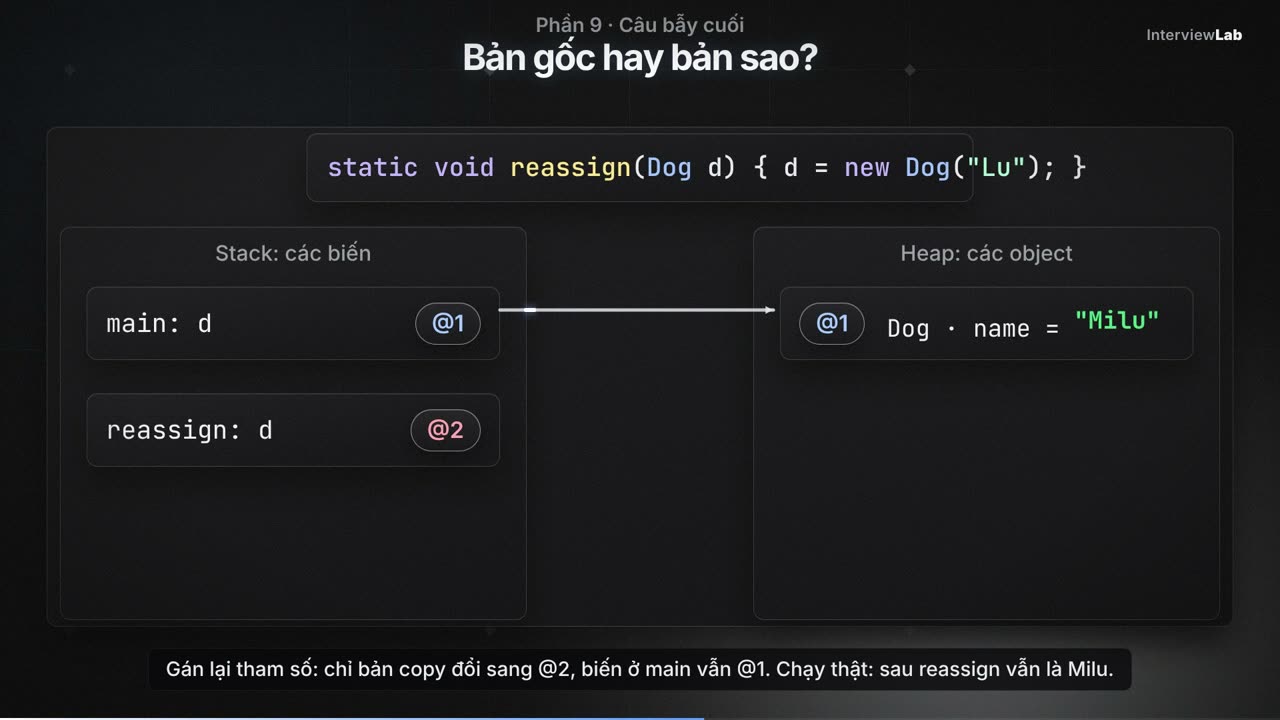 Phần 9 · Câu bẫy cuối
InterviewLab
Bản gốc hay bản sao?
static void reassign(Dog d) { d = new Dog("Lu"); }
Stack: các biến
main: d @1
reassign: d @2
Heap: các object
@1 Dog · name = "Milu"
Gán lại tham số: chỉ bản copy đổi sang @2, biến ở main vẫn @1. Chạy thật: sau reassign vẫn là Milu.